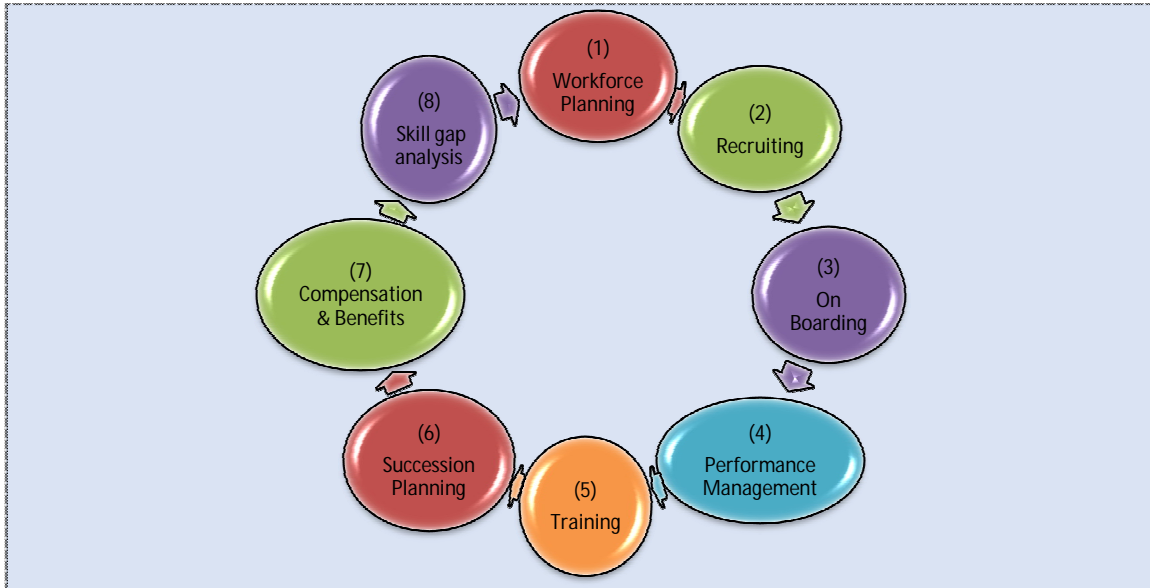 (1)
Workforce
Planning
(2)
Recruiting
(3)
On
Boarding
(4)
Performance
Management
(5)
Training
(6)
Succession
Planning
(7)
Compensation
& Benefits
(8)
Skill gap
analysis